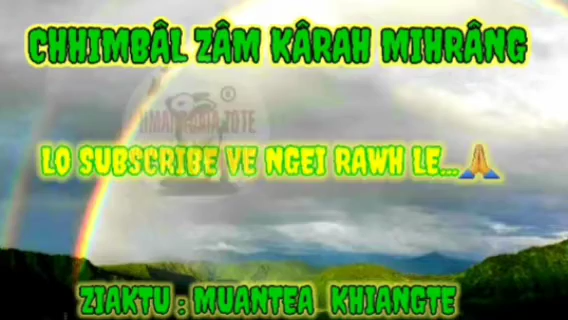 CHHIMBÂL ZÂM KÂRAH MIHRÂNG
®
LO SUBSCRIBE VE NGEI RAWH LE...🙏
ZIAKTU : MUANTEA KHIANGTE